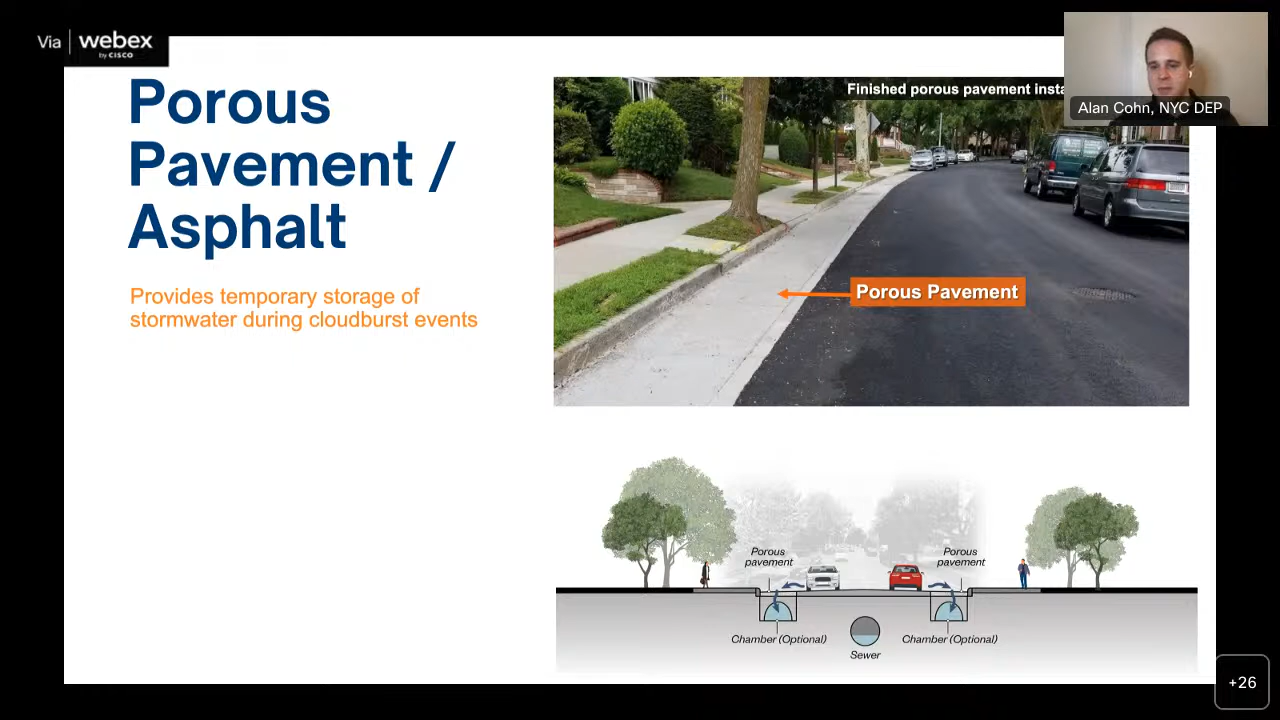 Via webex
by CISCO
Porous
Pavement /
Asphalt
Provides temporary storage of
stormwater during cloudburst events
Finished porous pavement insta
Alan Cohn, NYC DEP
Porous Pavement
Porous
pavement
Porous
pavement
Chamber (Optional)
Chamber (Optional)
Sewer
+26